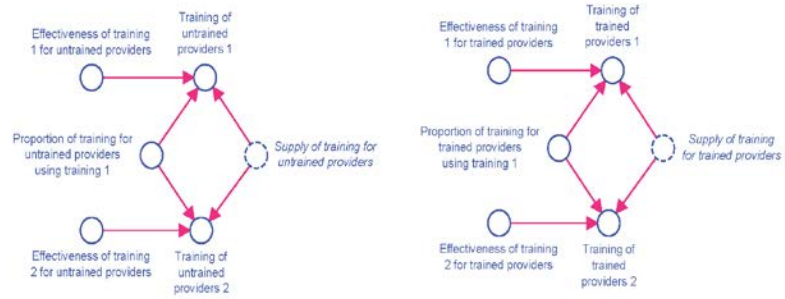 Training of
untrained
providers 1
Effectiveness of training
1 for untrained providers
Proportion of training for
untrained providers
using training 1
Supply of training for
untrained providers
Effectiveness of training
2 for untrained providers
Training of
untrained
providers 2
Training of
trained
providers 1
Effectiveness of training
1 for trained providers
Proportion of training for
trained providers
using training 1
Supply of training
for trained providers
Effectiveness of training
2 for trained providers
Training of
trained
providers 2